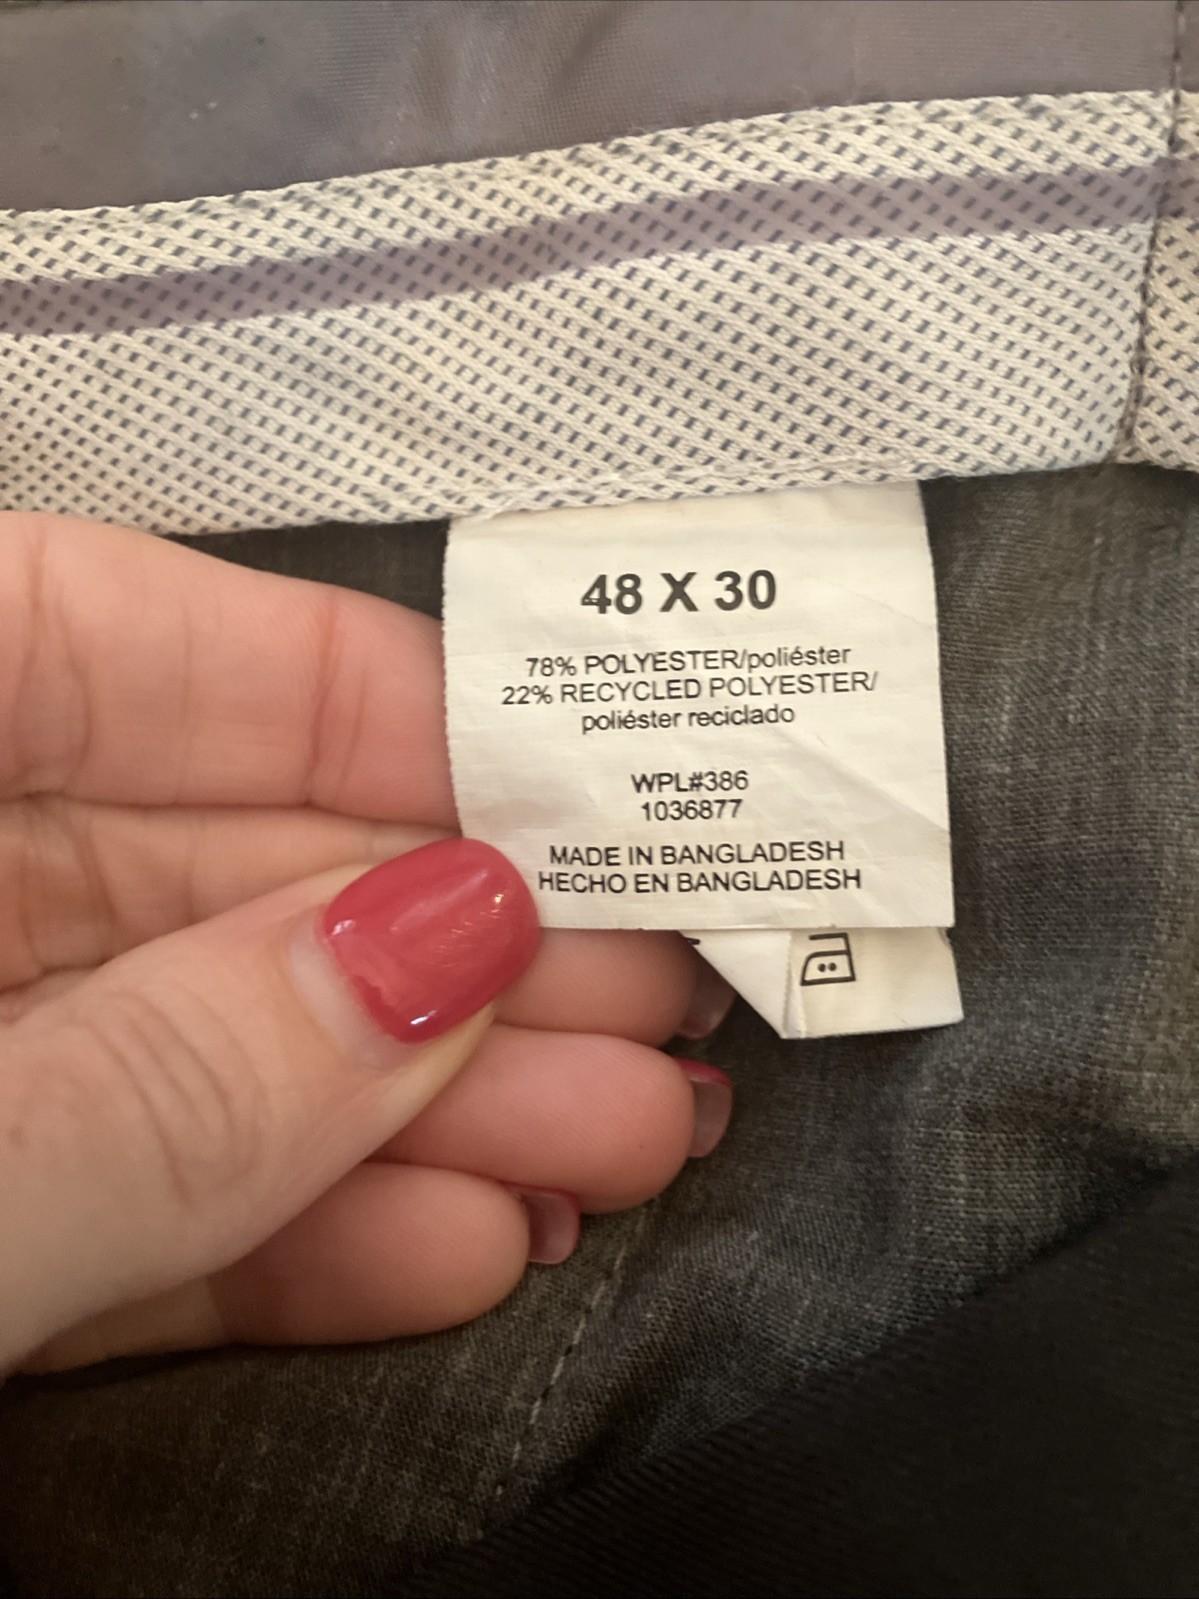 48 X 30
78% POLYESTER/poliéster
22% RECYCLED POLYESTER/
poliéster reciclado
WPL#386
1036877
MADE IN BANGLADESH
HECHO EN BANGLADESH